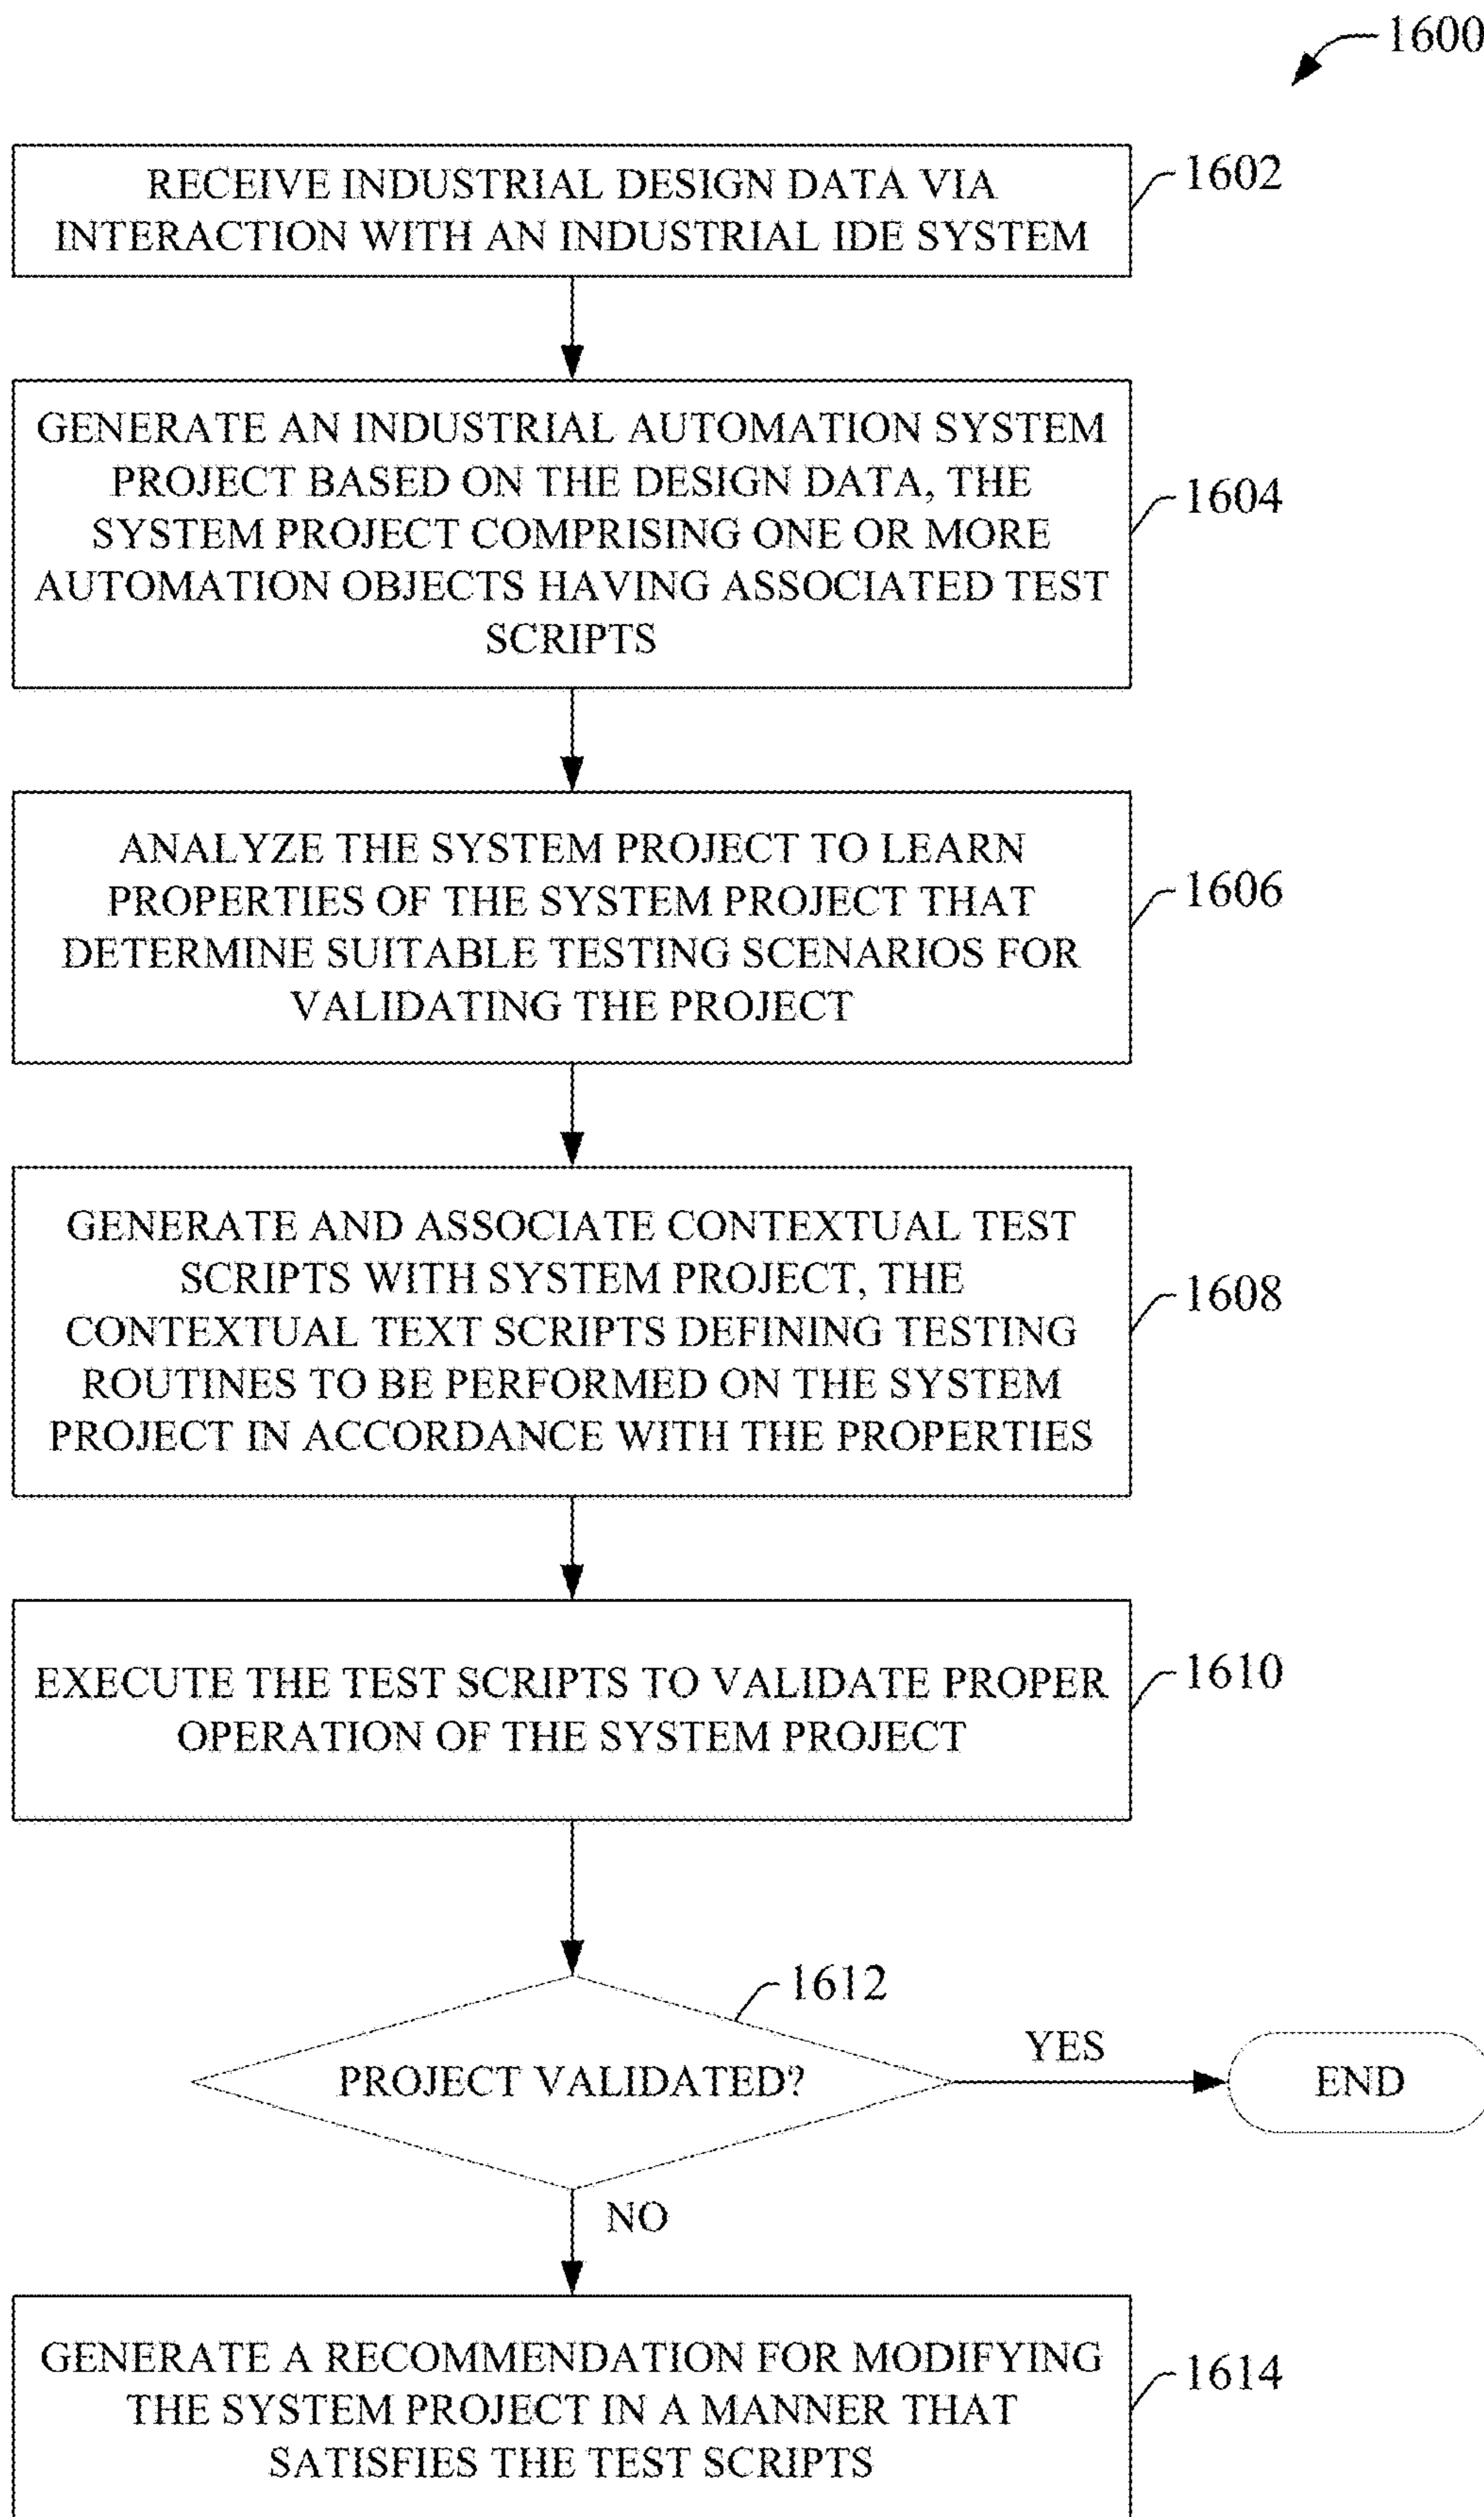 1600
RECEIVE INDUSTRIAL DESIGN DATA VIA
INTERACTION WITH AN INDUSTRIAL IDE SYSTEM
1602
GENERATE AN INDUSTRIAL AUTOMATION SYSTEM
PROJECT BASED ON THE DESIGN DATA, THE
SYSTEM PROJECT COMPRISING ONE OR MORE
AUTOMATION OBJECTS HAVING ASSOCIATED TEST
SCRIPTS
1604
ANALYZE THE SYSTEM PROJECT TO LEARN
PROPERTIES OF THE SYSTEM PROJECT THAT
DETERMINE SUITABLE TESTING SCENARIOS FOR
VALIDATING THE PROJECT
1606
GENERATE AND ASSOCIATE CONTEXTUAL TEST
SCRIPTS WITH SYSTEM PROJECT, THE
CONTEXTUAL TEXT SCRIPTS DEFINING TESTING
ROUTINES TO BE PERFORMED ON THE SYSTEM
PROJECT IN ACCORDANCE WITH THE PROPERTIES
1608
EXECUTE THE TEST SCRIPTS TO VALIDATE PROPER
OPERATION OF THE SYSTEM PROJECT
1610
1612
PROJECT VALIDATED?
YES
END
NO
GENERATE A RECOMMENDATION FOR MODIFYING
THE SYSTEM PROJECT IN A MANNER THAT
SATISFIES THE TEST SCRIPTS
1614